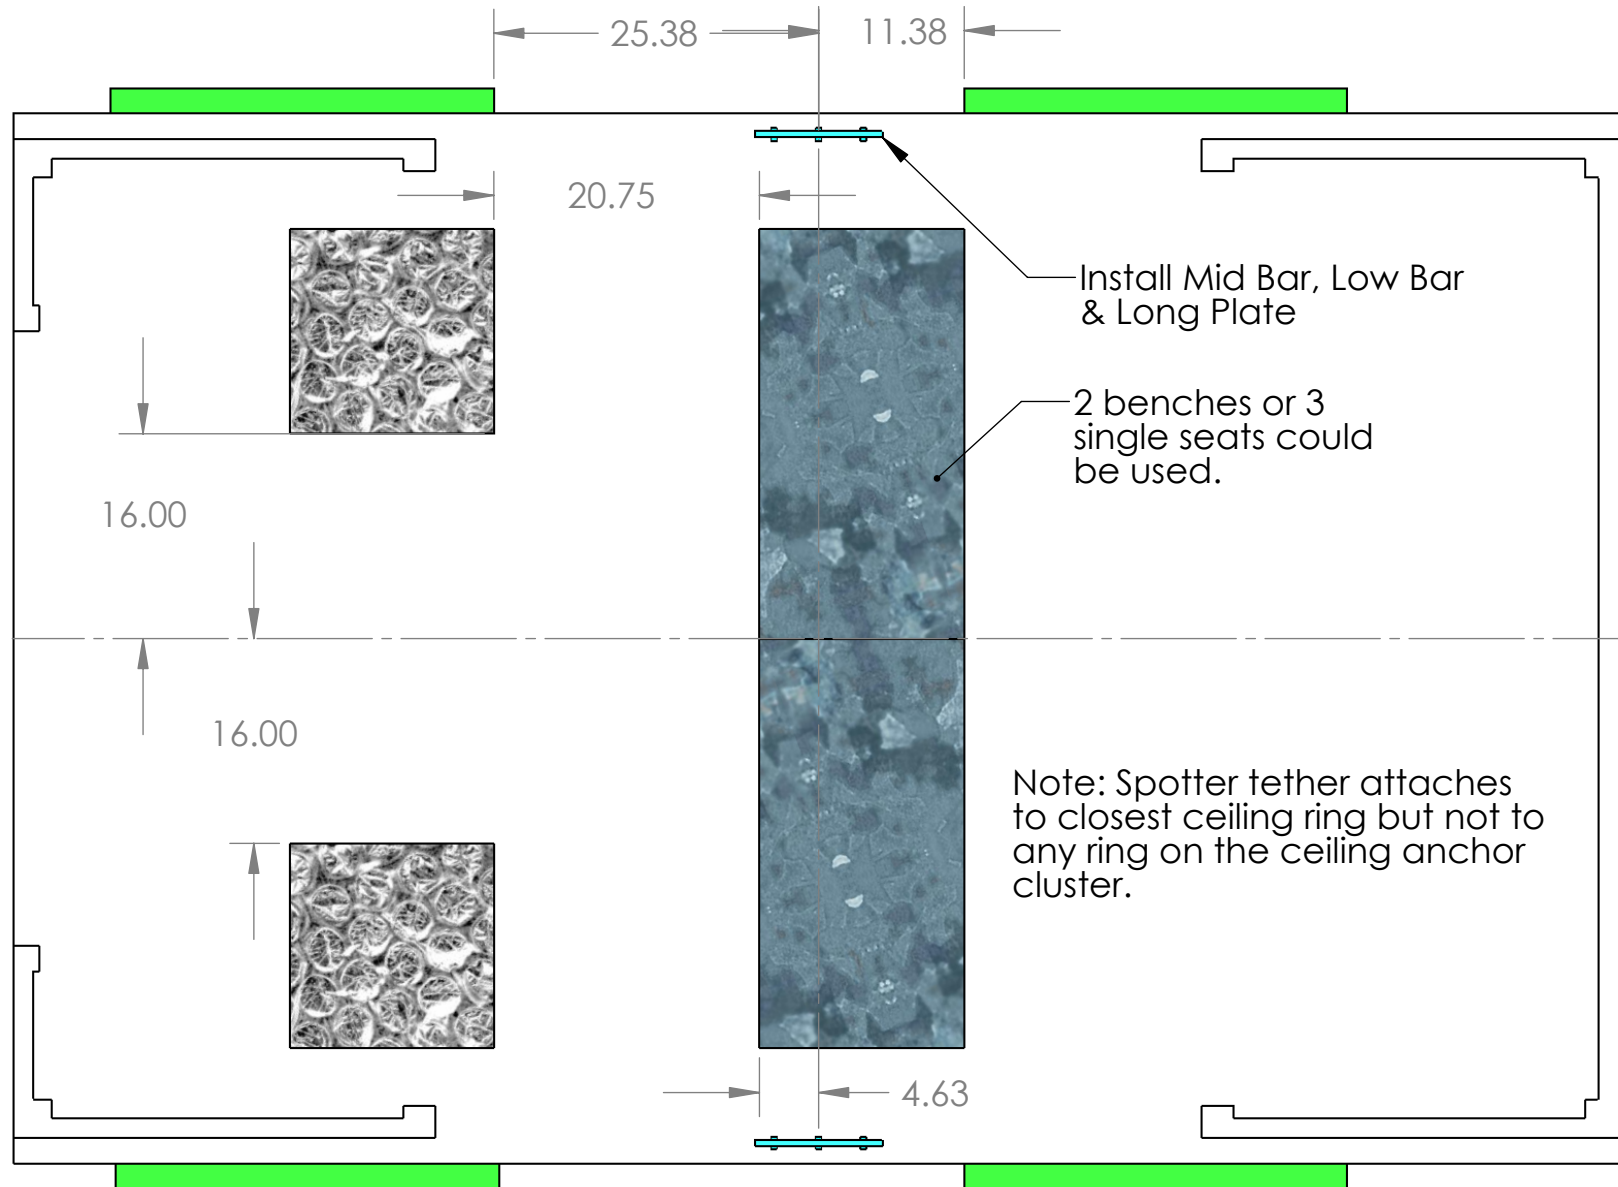 25.38
11.38
20.75
Install Mid Bar, Low Bar
& Long Plate
2 benches or 3
single seats could
be used.
16.00
16.00
Note: Spotter tether attaches
to closest ceiling ring but not to
any ring on the ceiling anchor
cluster.
4.63